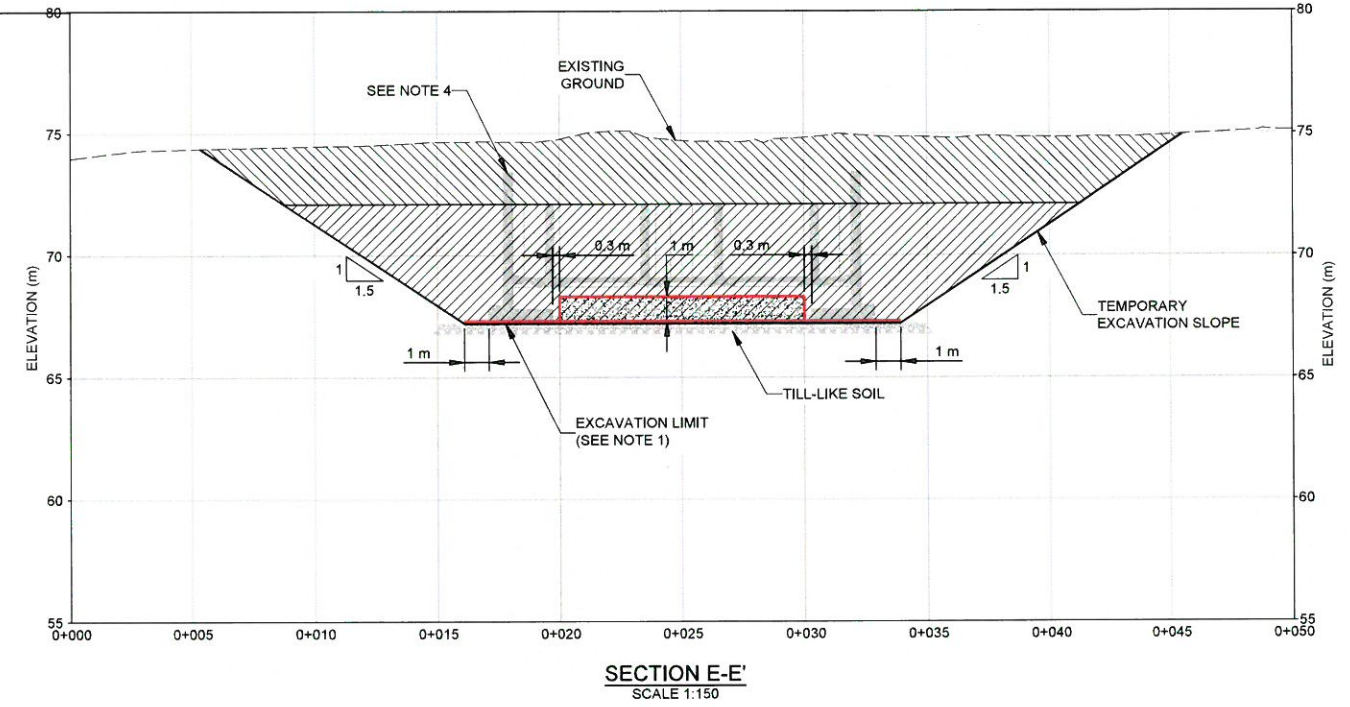 80
80
EXISTING
GROUND
SEE NOTE 4
75
75
0.3 m
1 m
0.3 m
70
70
1
1.5
1
1.5
ELEVATION (m)
ELEVATION (m)
TEMPORARY
EXCAVATION SLOPE
1 m
1 m
65
65
TILL-LIKE SOIL
EXCAVATION LIMIT
(SEE NOTE 1)
60
60
55
55
0+000
0+005
0+010
0+015
0+020
0+025
0+030
0+035
0+040
0+045
0+050
SECTION E-E'
SCALE 1:150